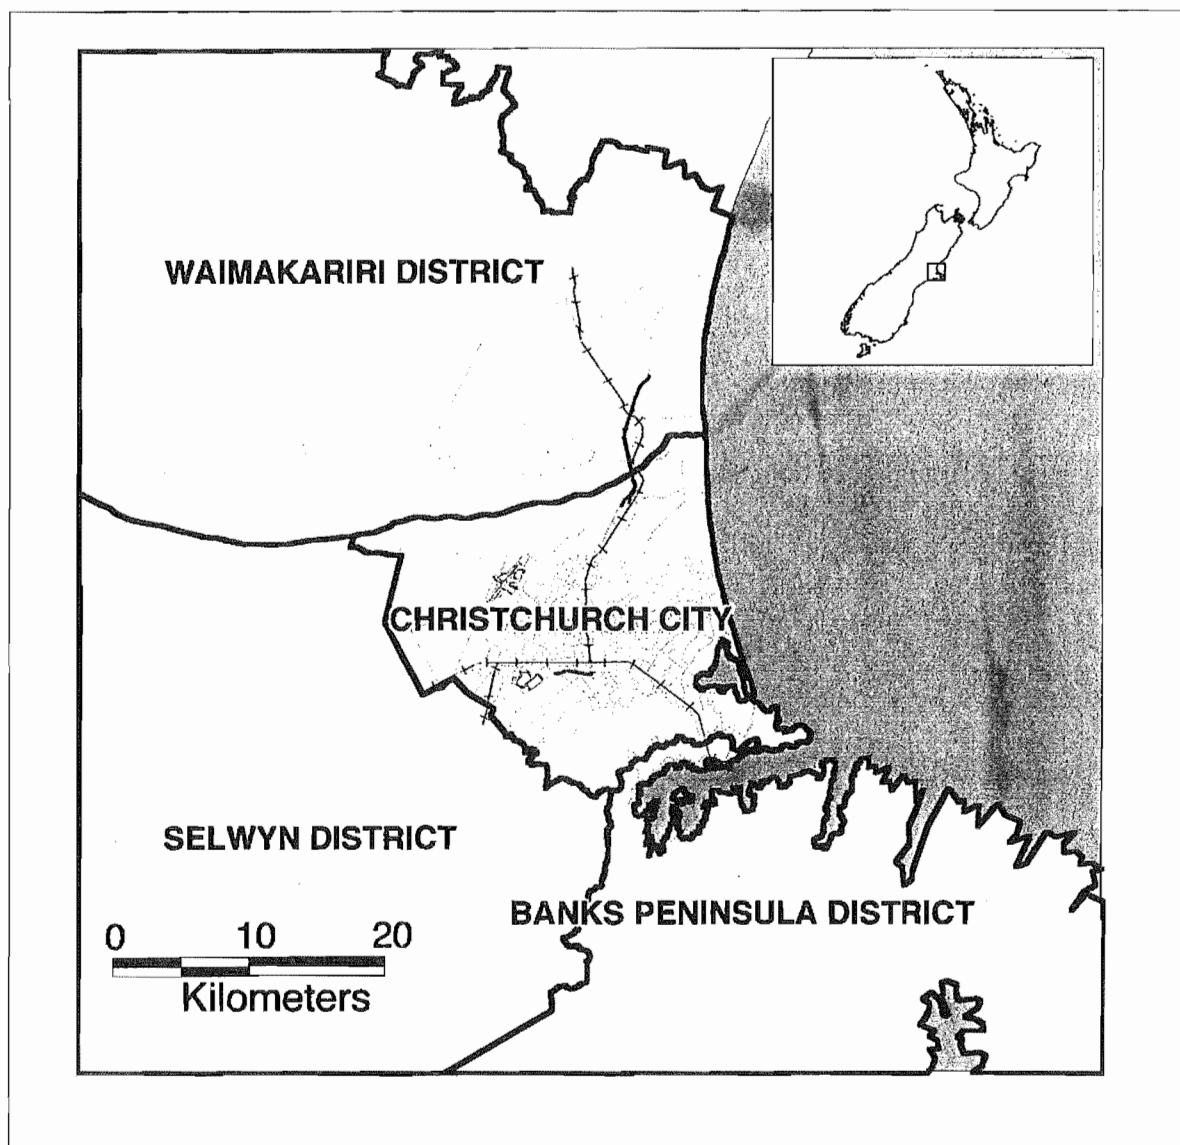 WAIMAKARIRI DISTRICT
CHRISTCHURCH CITY
SELWYN DISTRICT
BANKS PENINSULA DISTRICT
0 10 20
Kilometers